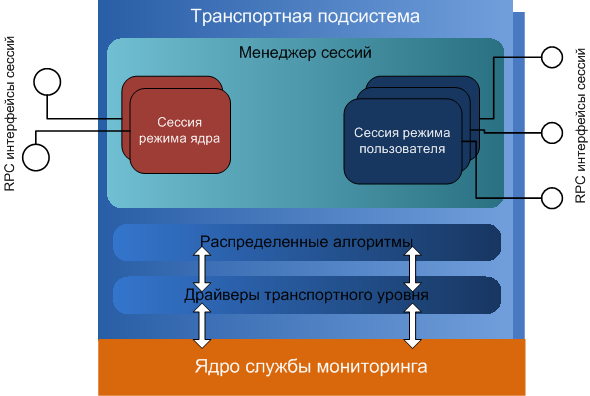 Транспортная подсистема
Менеджер сессий
RPC интерфейсы сессий
Сессия
режима ядра
Сессия режима
пользователя
RPC интерфейсы сессий
Распределенные алгоритмы
Драйверы транспортного уровня
Ядро службы мониторинга